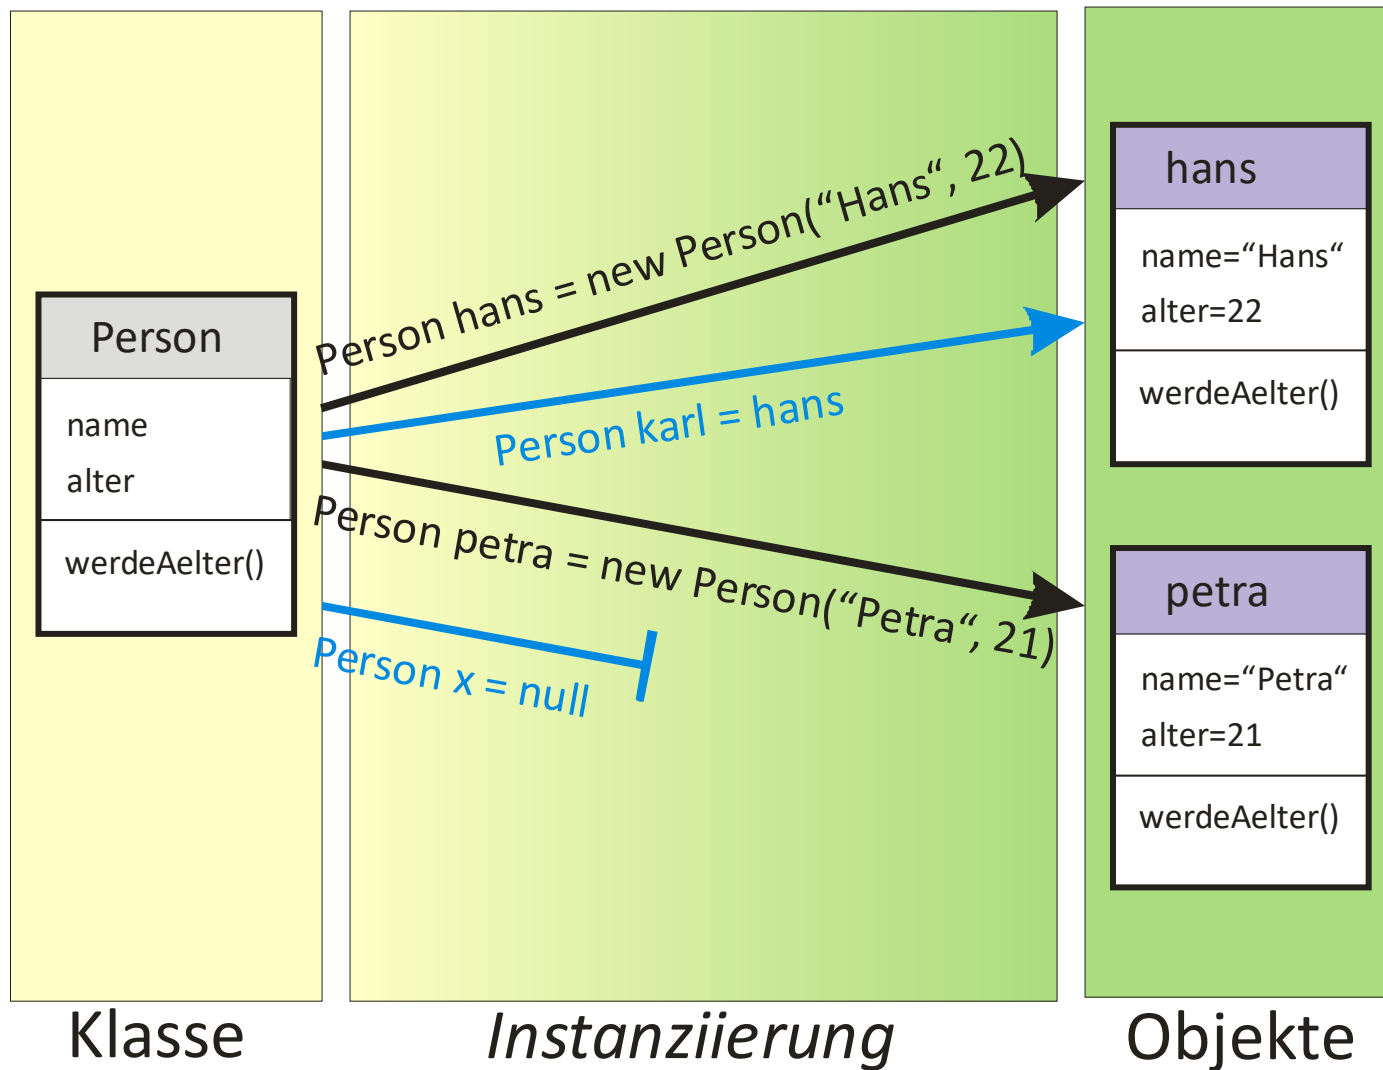 Person
name
alter
werdeAelter()
Klasse
Person hans = new Person(“Hans“, 22)
Person karl = hans
Person petra = new Person(“Petra“, 21)
Person x = null
Instanziierung
hans
name=“Hans“
alter=22
werdeAelter()
petra
name=“Petra“
alter=21
werdeAelter()
Objekte